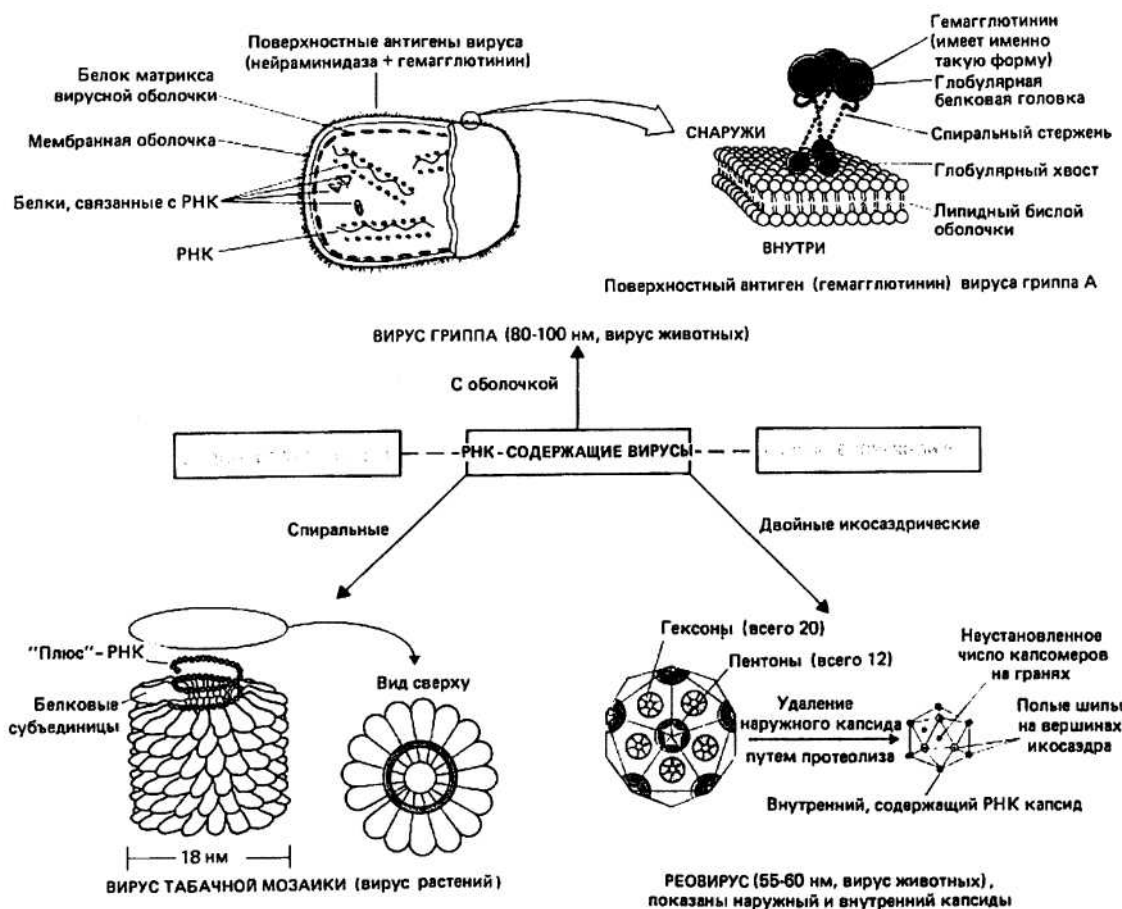 Поверхностные антигены вируса
(нейраминидаза + гемагглютинин)
Белок матрикса
вирусной оболочки
Мембранная оболочка
Белки, связанные с РНК
РНК
Гемагглютинин
(имеет именно
такую форму)
Глобулярная
белковая головка
СНАРУЖИ
Спиральный стержень
Глобулярный хвост
Липидный бислой
оболочки
ВНУТРИ
Поверхностный антиген (гемагглютинин) вируса гриппа А
ВИРУС ГРИППА (80-100 нм, вирус животных)
С оболочкой
РНК-СОДЕРЖАЩИЕ ВИРУСЫ
Спиральные
Двойные икосаэдрические
"Плюс"-РНК
Белковые
субъединицы
Вид сверху
18 нм
ВИРУС ТАБАЧНОЙ МОЗАИКИ (вирус растений)
Гексоны (всего 20)
Пентоны (всего 12)
Удаление
наружного капсида
путем протеолиза
Неустановленное
число капсомеров
на гранях
Полые шипы
на вершинах
икосаэдра
Внутренний, содержащий РНК капсид
РЕОВИРУС (55-60 нм, вирус животных),
показаны наружный и внутренний капсиды